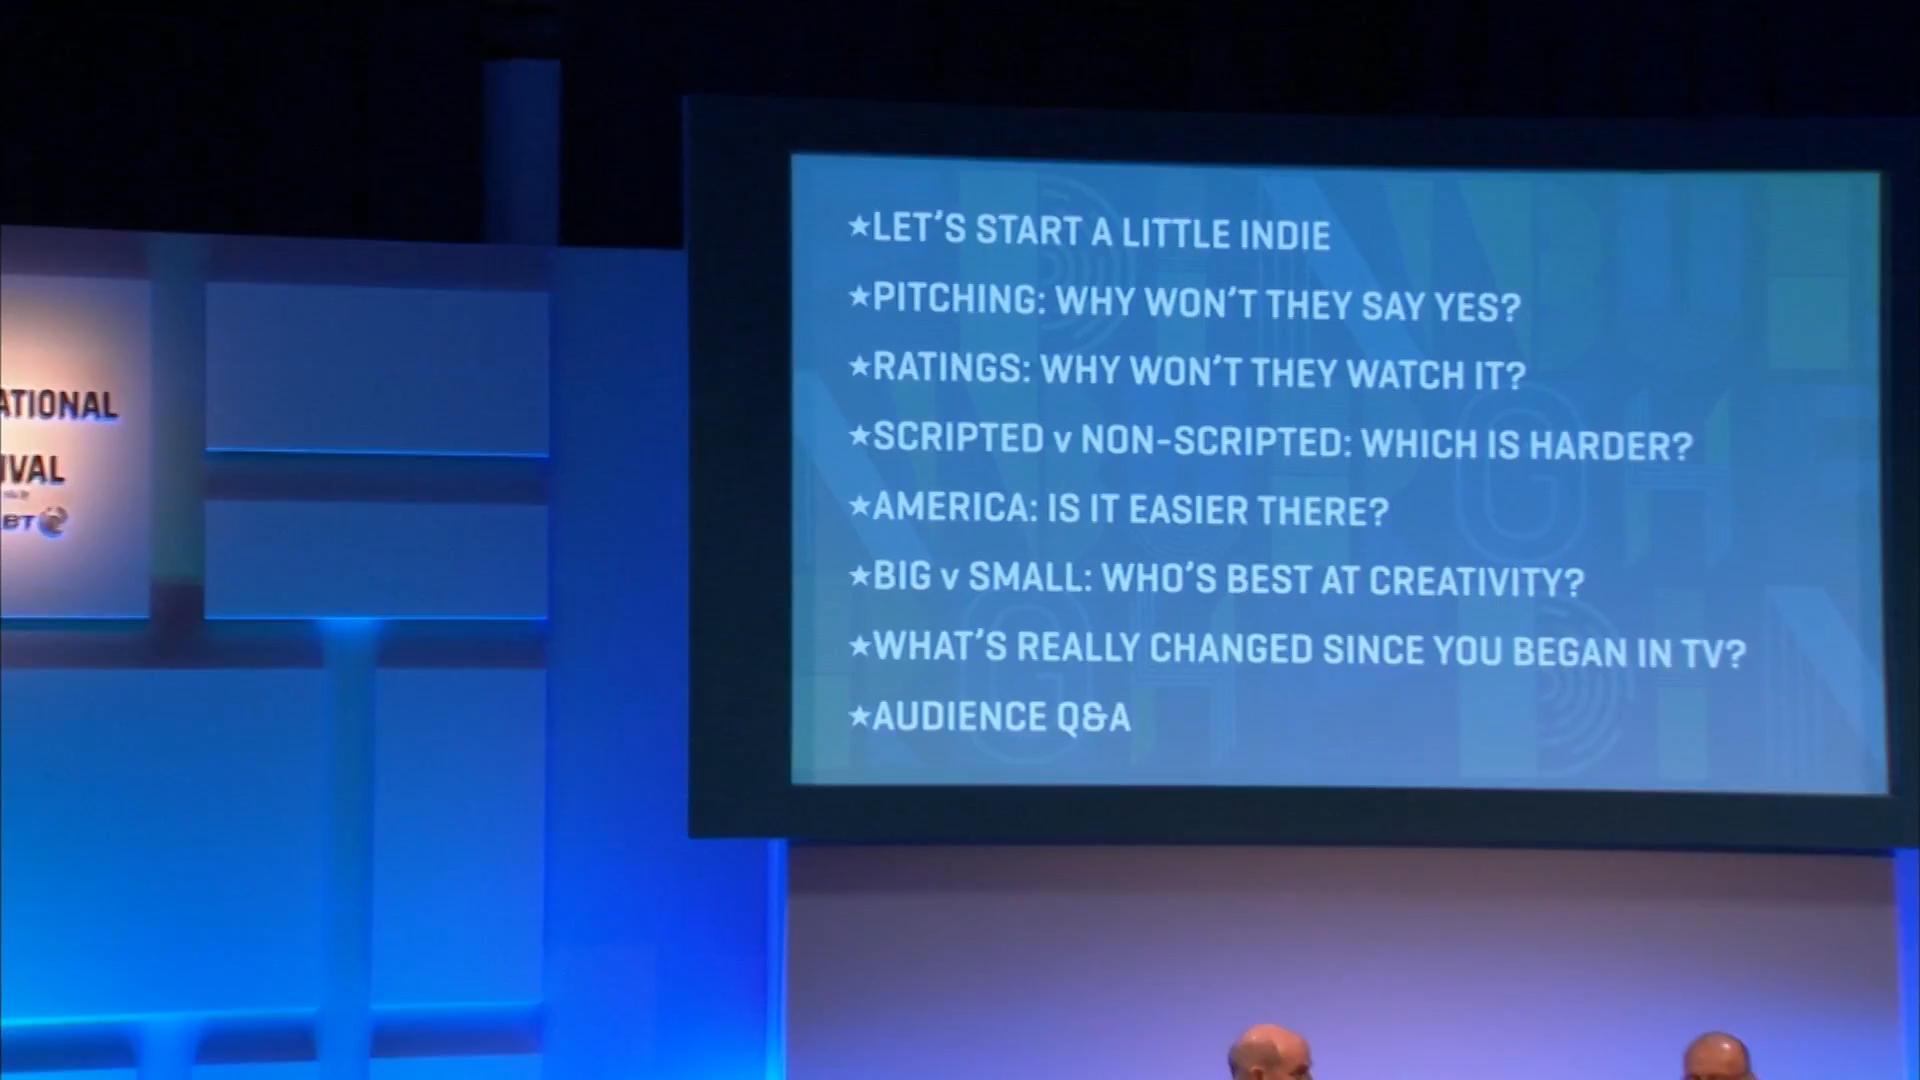 ATIONAL
IVAL
BT
★LET'S START A LITTLE INDIE
★PITCHING: WHY WON'T THEY SAY YES?
★RATINGS: WHY WON'T THEY WATCH IT?
★SCRIPTED v NON-SCRIPTED: WHICH IS HARDER?
★AMERICA: IS IT EASIER THERE?
★BIG v SMALL: WHO'S BEST AT CREATIVITY?
★WHAT'S REALLY CHANGED SINCE YOU BEGAN IN TV?
★AUDIENCE Q&A